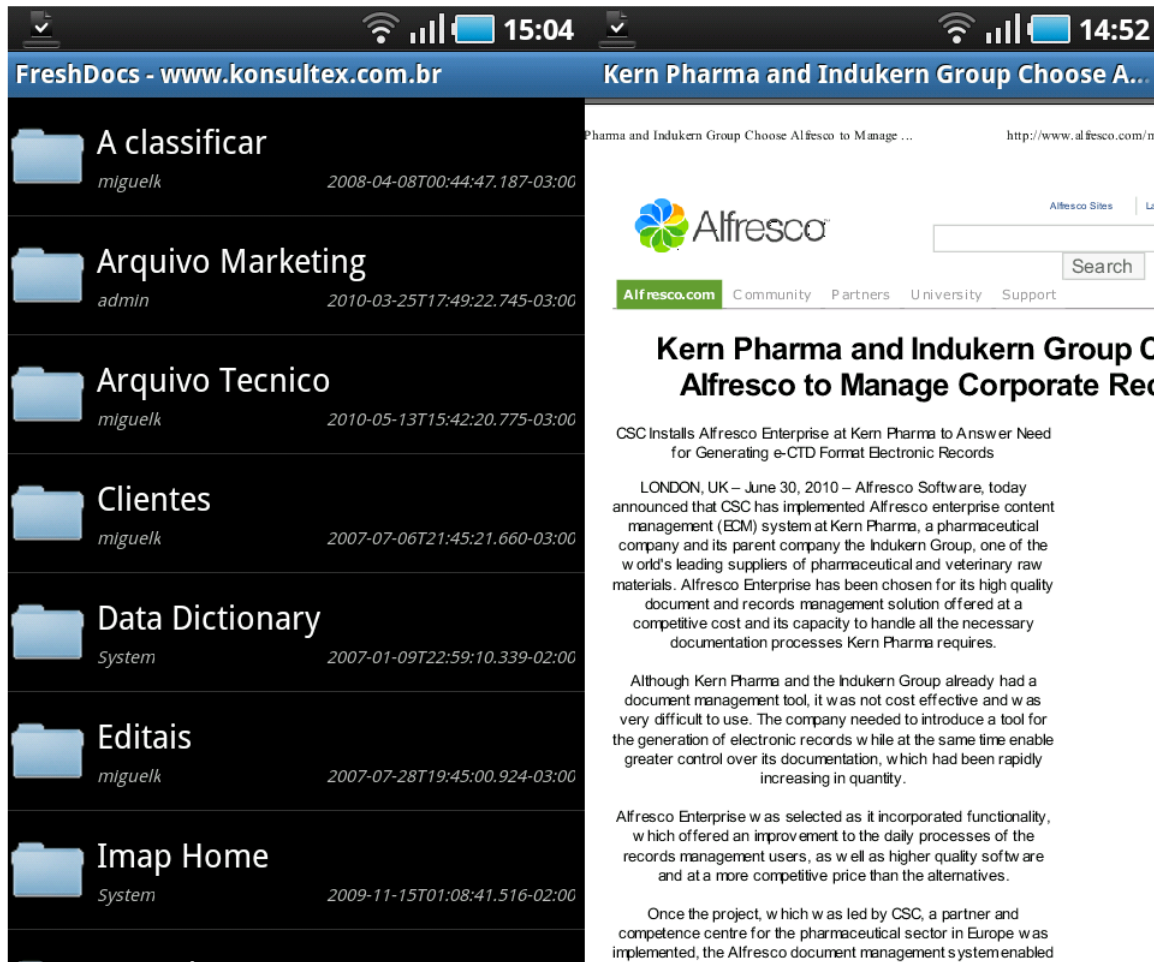 15:04
FreshDocs - www.konsultex.com.br
A classificar
miguelk 2008-04-08T00:44:47.187-03:00
Arquivo Marketing
admin 2010-03-25T17:49:22.745-03:00
Arquivo Tecnico
miguelk 2010-05-13T15:42:20.775-03:00
Clientes
miguelk 2007-07-06T21:45:21.660-03:00
Data Dictionary
System 2007-01-09T22:59:10.339-02:00
Editais
miguelk 2007-07-28T19:45:00.924-03:00
Imap Home
System 2009-11-15T01:08:41.516-02:00
14:52
Kern Pharma and Indukern Group Choose A...
Pharma and Indukern Group Choose Alfresco to Manage ... http://www.alfresco.com/n
Alfresco Sites
Alfresco
Search
Alfresco.com Community Partners University Support
Kern Pharma and Indukern Group
Alfresco to Manage Corporate Rec
CSC Installs Alfresco Enterprise at Kern Pharma to Answer Need
for Generating e-CTD Format Electronic Records
LONDON, UK – June 30, 2010 – Alfresco Software, today
announced that CSC has implemented Alfresco enterprise content
management (ECM) system at Kern Pharma, a pharmaceutical
company and its parent company the Indukern Group, one of the
world's leading suppliers of pharmaceutical and veterinary raw
materials. Alfresco Enterprise has been chosen for its high quality
document and records management solution offered at a
competitive cost and its capacity to handle all the necessary
documentation processes Kern Pharma requires.
Although Kern Pharma and the Indukern Group already had a
document management tool, it was not cost effective and was
very difficult to use. The company needed to introduce a tool for
the generation of electronic records while at the same time enable
greater control over its documentation, which had been rapidly
increasing in quantity.
Alfresco Enterprise was selected as it incorporated functionality,
which offered an improvement to the daily processes of the
records management users, as well as higher quality software
and at a more competitive price than the alternatives.
Once the project, which was led by CSC, a partner and
competence centre for the pharmaceutical sector in Europe was
implemented, the Alfresco document management system enabled